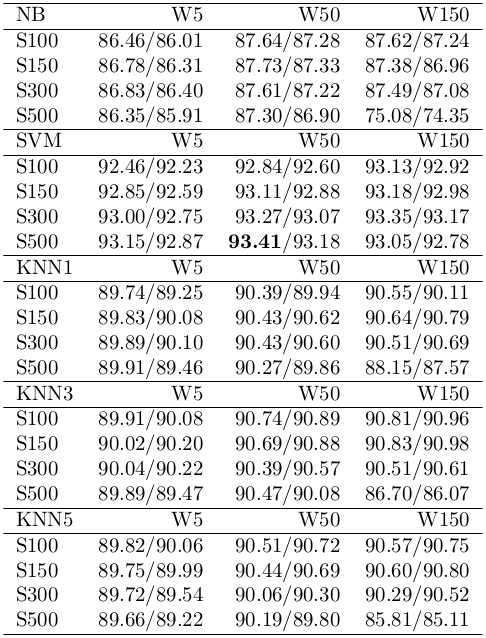 NB W5 W50 W150
S100 86.46/86.01 87.64/87.28 87.62/87.24
S150 86.78/86.31 87.73/87.33 87.38/86.96
S300 86.83/86.40 87.61/87.22 87.49/87.08
S500 86.35/85.91 87.30/86.90 75.08/74.35
SVM W5 W50 W150
S100 92.46/92.23 92.84/92.60 93.13/92.92
S150 92.85/92.59 93.11/92.88 93.18/92.98
S300 93.00/92.75 93.27/93.07 93.35/93.17
S500 93.15/92.87 93.41/93.18 93.05/92.78
KNN1 W5 W50 W150
S100 89.74/89.25 90.39/89.94 90.55/90.11
S150 89.83/90.08 90.43/90.62 90.64/90.79
S300 89.89/90.10 90.43/90.60 90.51/90.69
S500 89.91/89.46 90.27/89.86 88.15/87.57
KNN3 W5 W50 W150
S100 89.91/90.08 90.74/90.89 90.81/90.96
S150 90.02/90.20 90.69/90.88 90.83/90.98
S300 90.04/90.22 90.39/90.57 90.51/90.61
S500 89.89/89.47 90.47/90.08 86.70/86.07
KNN5 W5 W50 W150
S100 89.82/90.06 90.51/90.72 90.57/90.75
S150 89.75/89.99 90.44/90.69 90.60/90.80
S300 89.72/89.54 90.06/90.30 90.29/90.52
S500 89.66/89.22 90.19/89.80 85.81/85.11